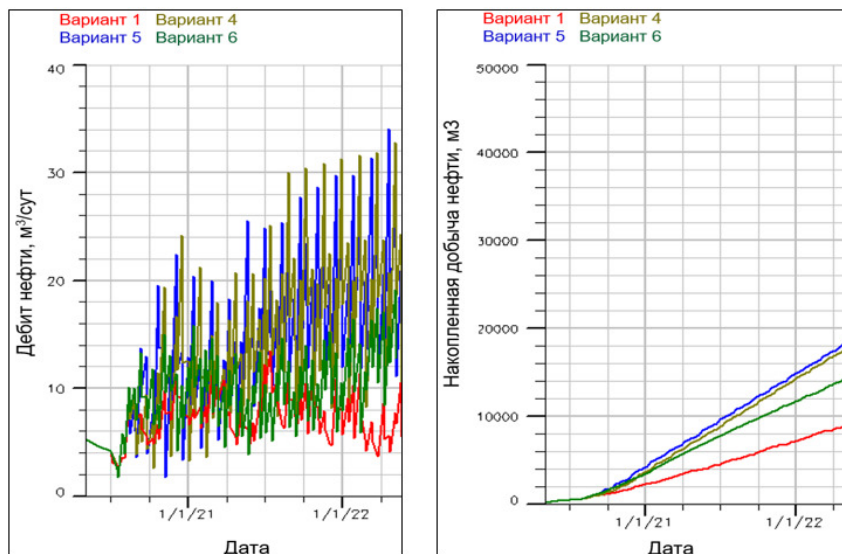 Вариант 1 Вариант 4
Вариант 5 Вариант 6
40
30
20
10
0
Дебит нефти, м³/сут
1/1/21 1/1/22
Дата
Вариант 1 Вариант 4
Вариант 5 Вариант 6
50000
40000
30000
20000
10000
0
Накопленная добыча нефти, м3
1/1/21 1/1/22
Дата